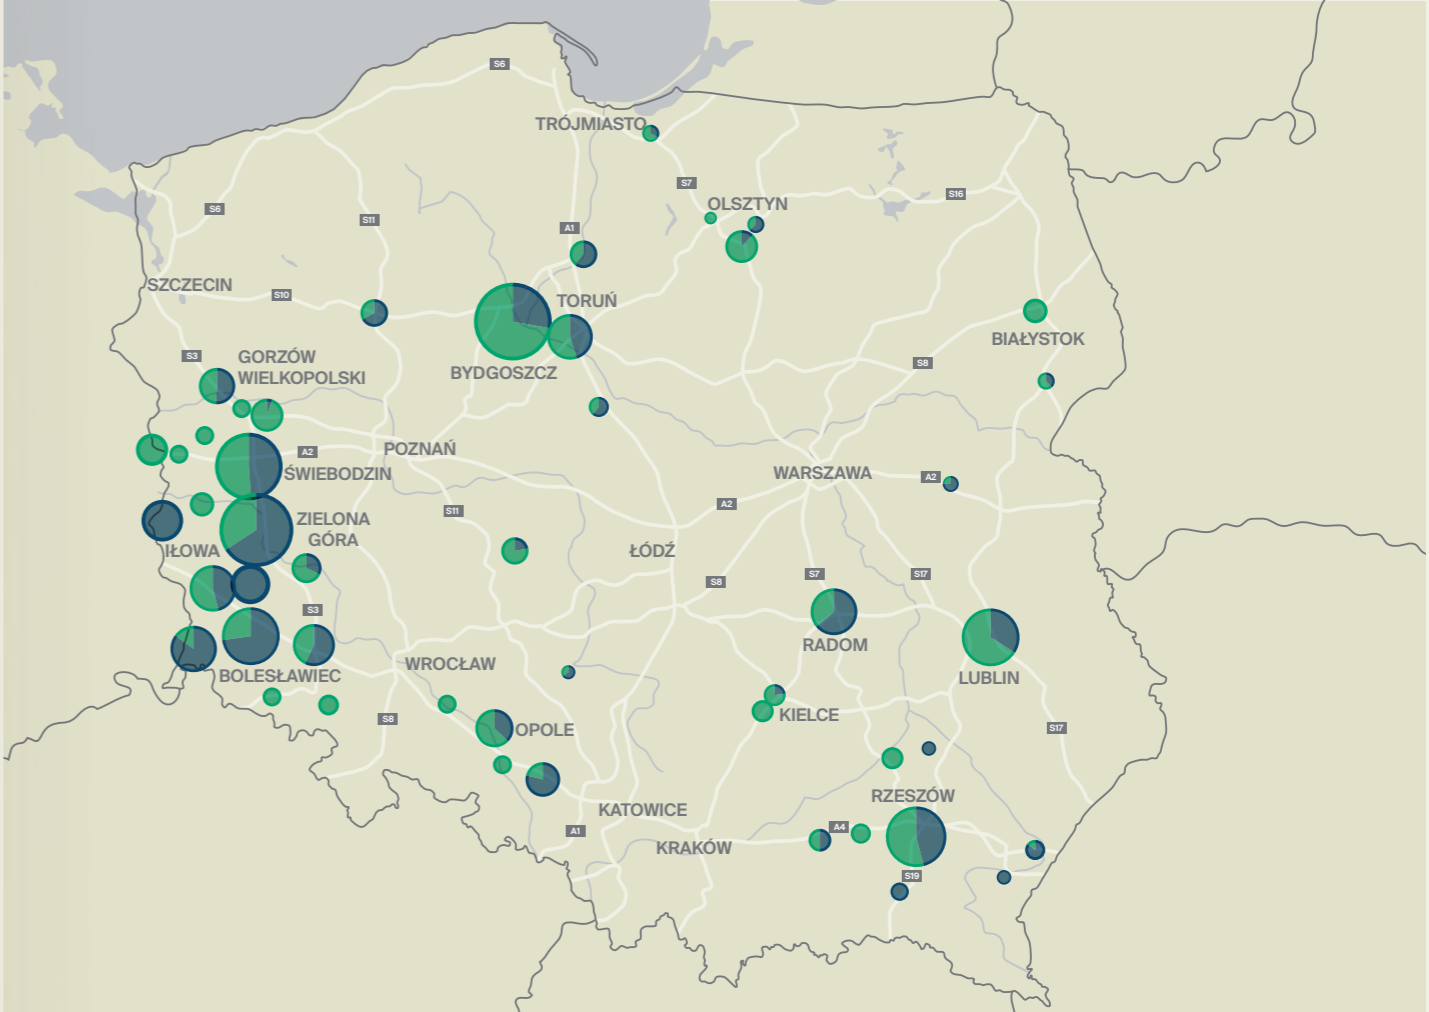 S6
TRÓJMIASTO
S7
S16
OLSZTYN
S6
S11
A1
SZCZECIN
S10
TORUŃ
BIAŁYSTOK
S3
GORZÓW
WIELKOPOLSKI
BYDGOSZCZ
S8
A2
POZNAŃ
ŚWIEBODZIN
WARSZAWA
A2
A2
S11
ZIELONA
GÓRA
IŁOWA
ŁÓDŹ
S8
S7
S17
S3
RADOM
WROCŁAW
BOLESŁAWIEC
LUBLIN
S8
OPOLE
KIELCE
S17
RZESZÓW
KATOWICE
A1
A4
KRAKÓW
S19